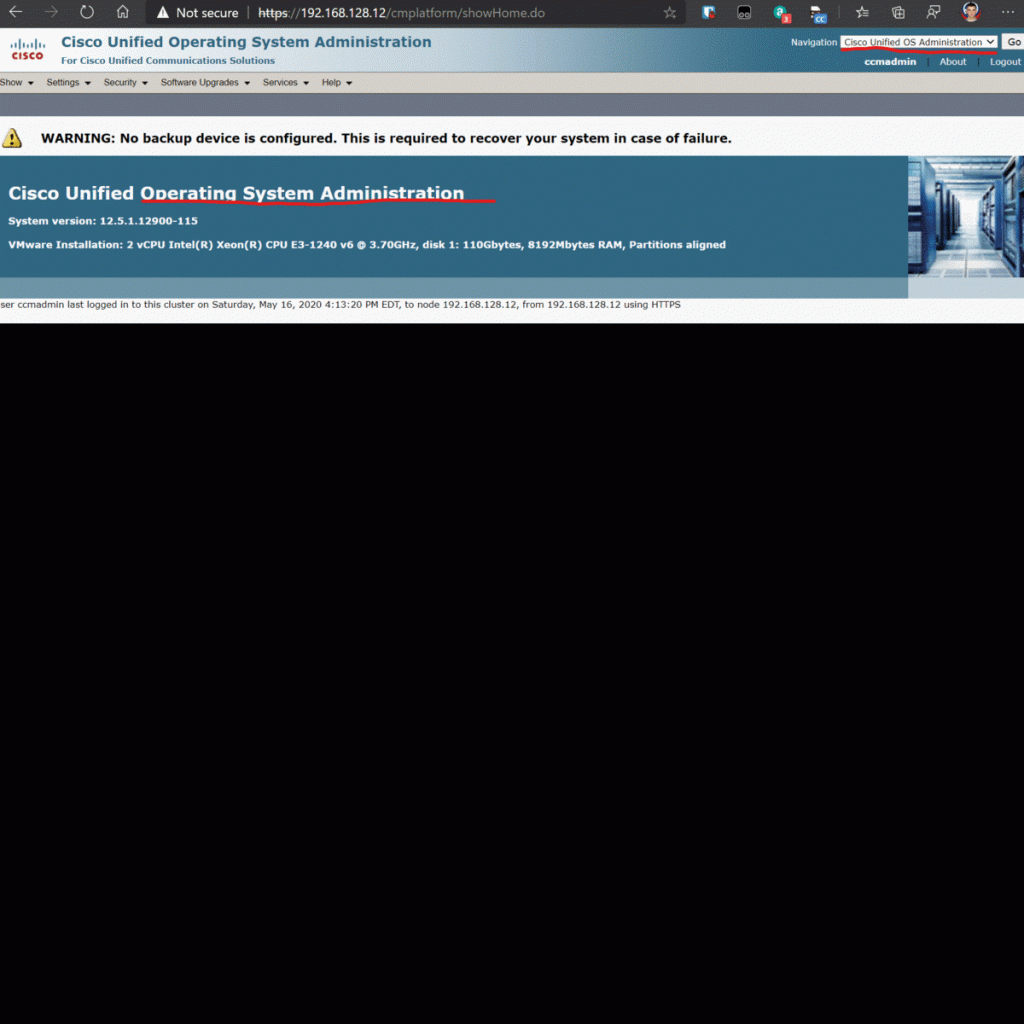 Not secure | https://192.168.128.12/cmplatform/showHome.do
3
CC
CISCO
Cisco Unified Operating System Administration
For Cisco Unified Communications Solutions
Navigation Cisco Unified OS Administration Go
ccmadmin | About | Logout
Show Settings Security Software Upgrades Services Help
WARNING: No backup device is configured. This is required to recover your system in case of failure.
Cisco Unified Operating System Administration
System version: 12.5.1.12900-115
VMware Installation: 2 vCPU Intel(R) Xeon(R) CPU E3-1240 v6 @ 3.70GHz, disk 1: 110Gbytes, 8192Mbytes RAM, Partitions aligned
ser ccmadmin last logged in to this cluster on Saturday, May 16, 2020 4:13:20 PM EDT, to node 192.168.128.12, from 192.168.128.12 using HTTPS